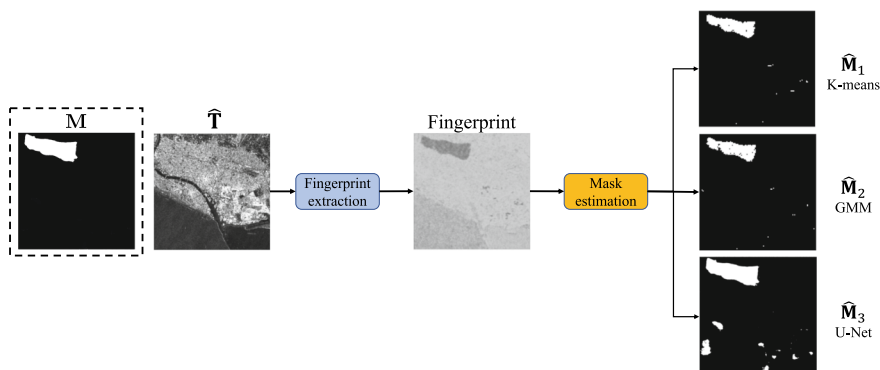 M
T̂
Fingerprint
extraction
Fingerprint
Mask
estimation
M̂₁
K-means
M̂₂
GMM
M̂₃
U-Net